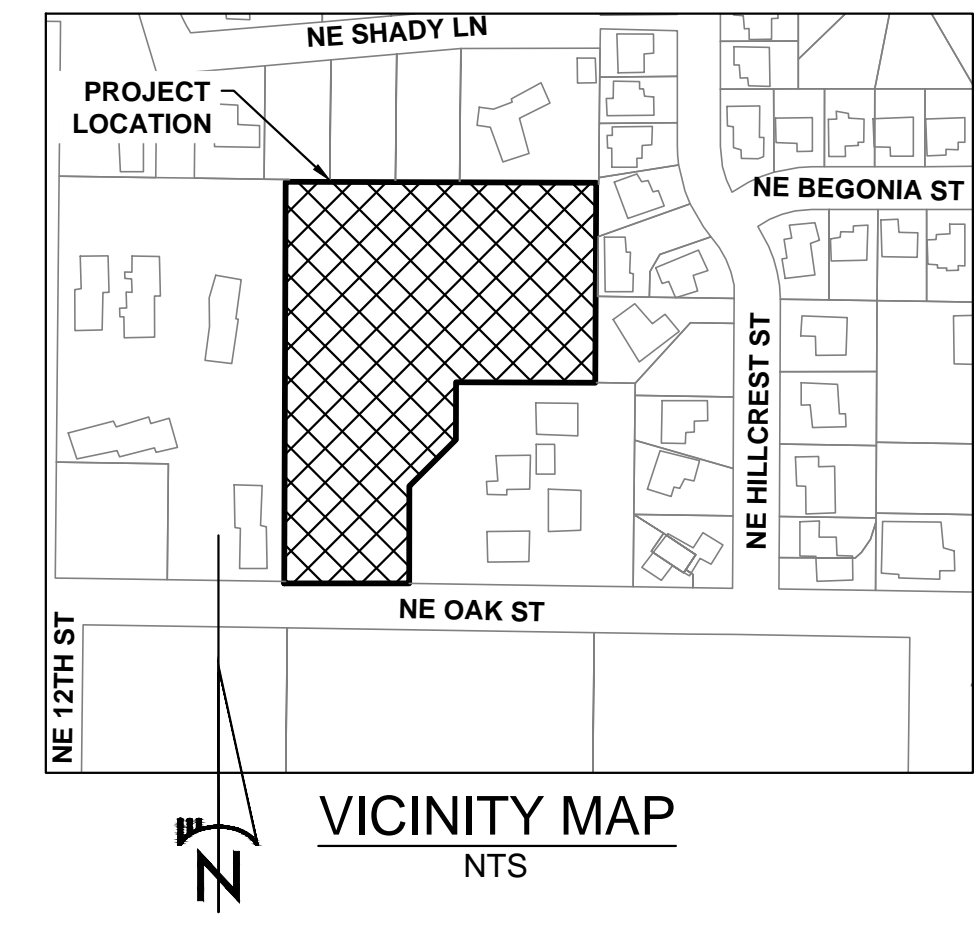 NE SHADY LN
PROJECT
LOCATION
NE BEGONIA ST
NE HILLCREST ST
NE OAK ST
NE 12TH ST
VICINITY MAP
NTS
N